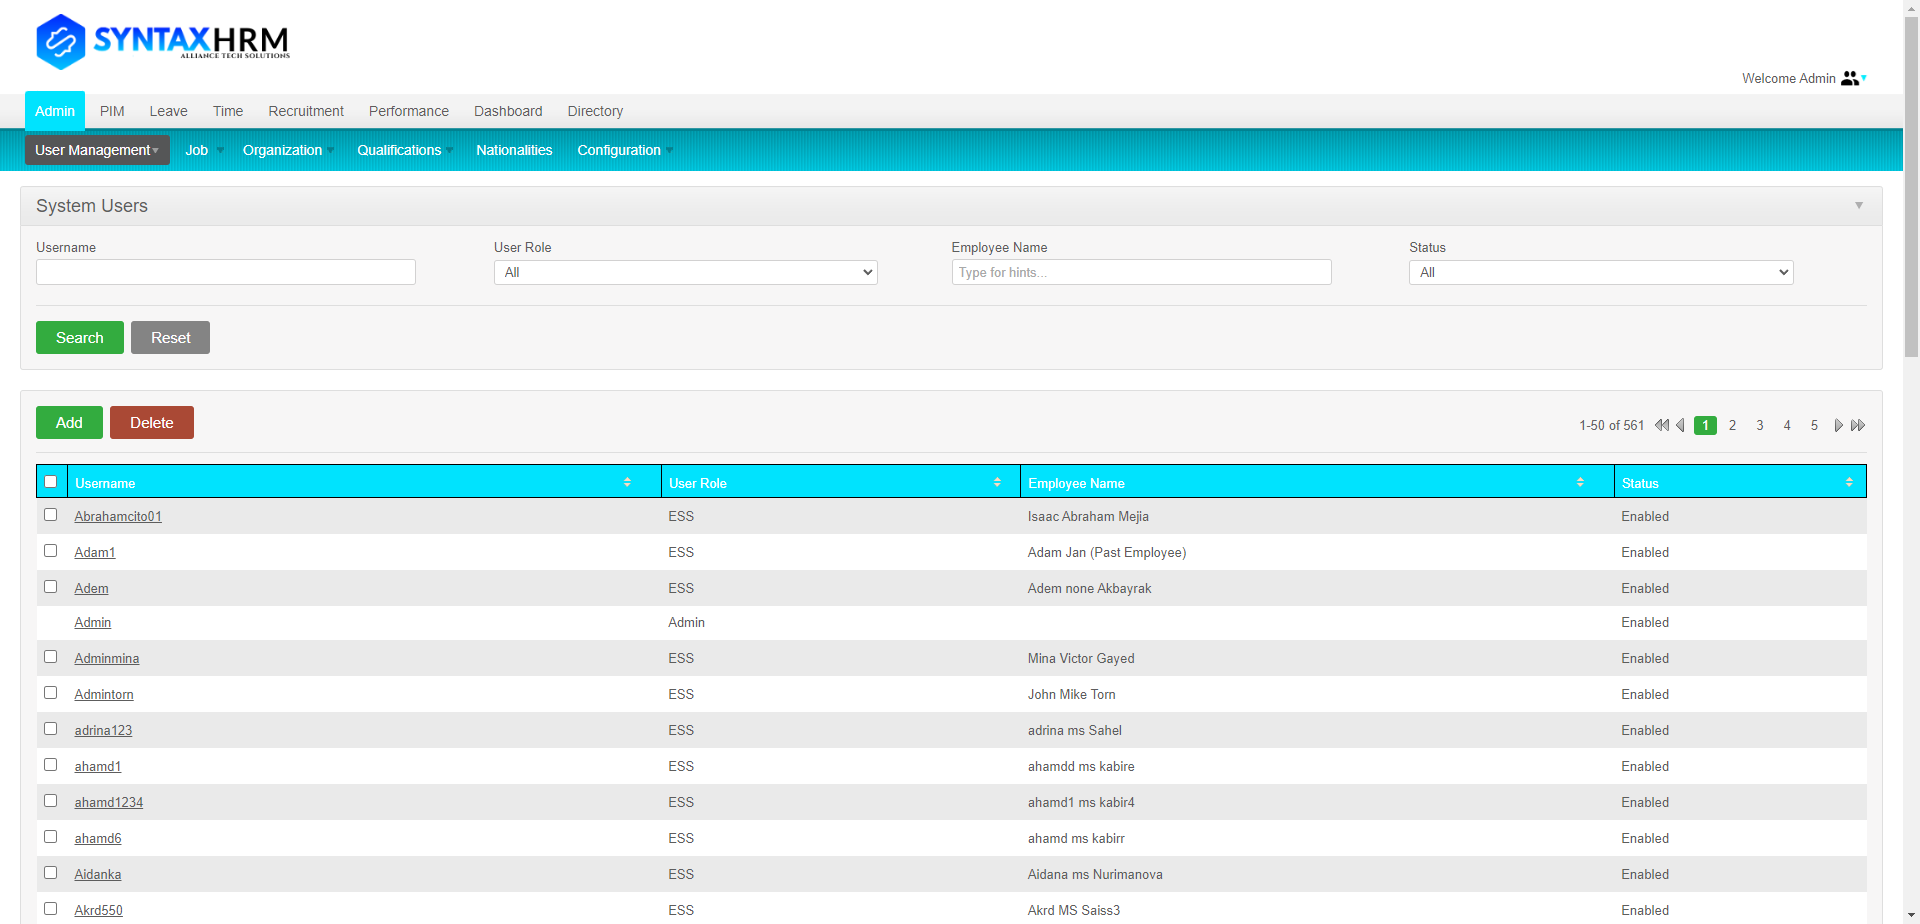 SYNTAXHRM
ALLIANCE TECH SOLUTIONS
Welcome Admin
Admin PIM Leave Time Recruitment Performance Dashboard Directory
User Management Job Organization Qualifications Nationalities Configuration
System Users
Username User Role Employee Name Status
All Type for hints... All
Search Reset
Add Delete 1-50 of 561 1 2 3 4 5
Username User Role Employee Name Status
Abrahamcito01 ESS Isaac Abraham Mejia Enabled
Adam1 ESS Adam Jan (Past Employee) Enabled
Adem ESS Adem none Akbayrak Enabled
Admin Admin Enabled
Adminmina ESS Mina Victor Gayed Enabled
Admintorn ESS John Mike Torn Enabled
adrina123 ESS adrina ms Sahel Enabled
ahamd1 ESS ahamdd ms kabire Enabled
ahamd1234 ESS ahamd1 ms kabir4 Enabled
ahamd6 ESS ahamd ms kabirr Enabled
Aidanka ESS Aidana ms Nurimanova Enabled
Akrd550 ESS Akrd MS Saiss3 Enabled